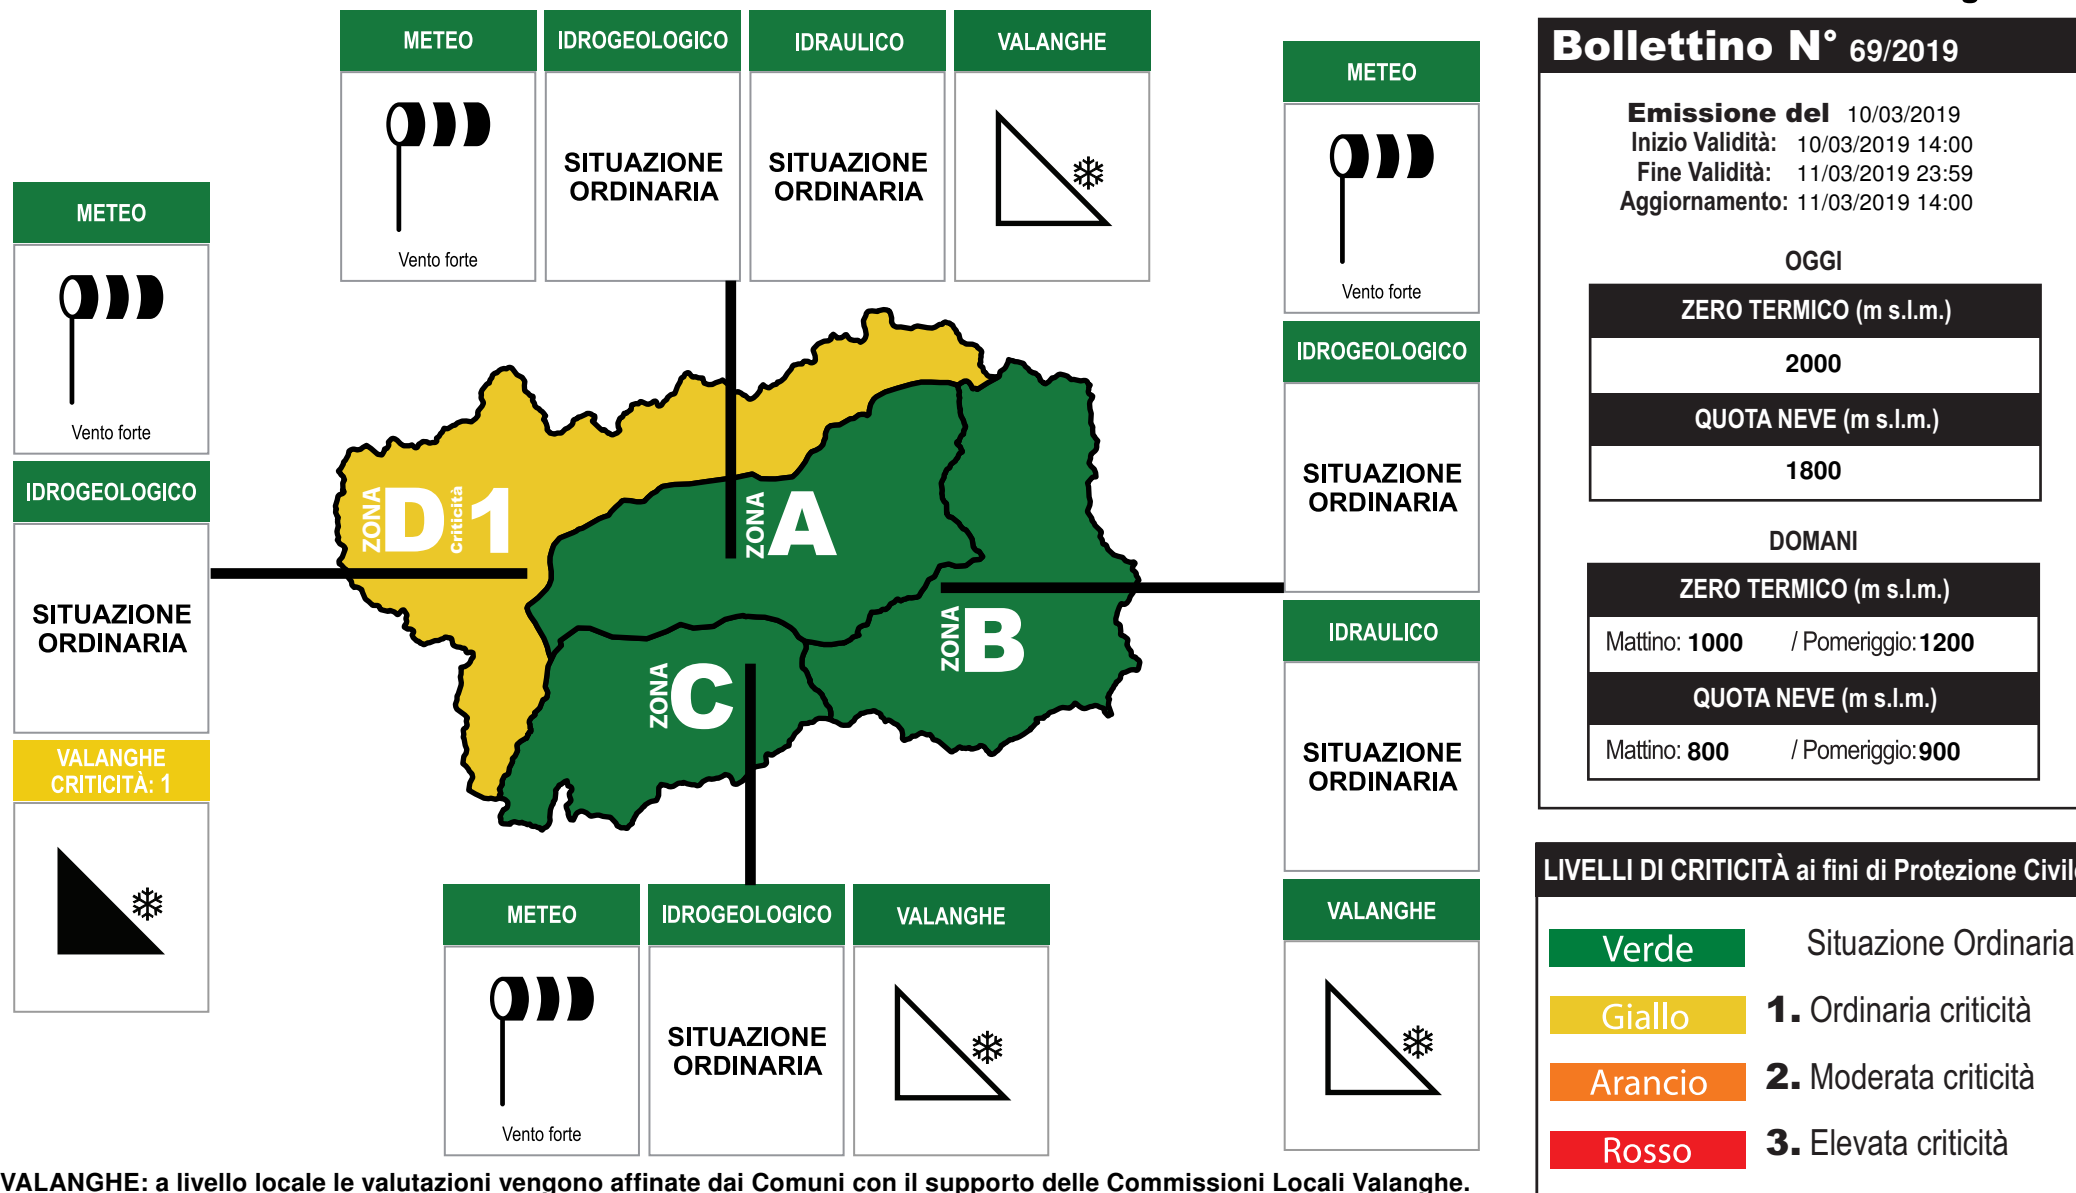 METEO
IDROGEOLOGICO
IDRAULICO
VALANGHE
Vento forte
SITUAZIONE
ORDINARIA
SITUAZIONE
ORDINARIA
METEO
Vento forte
IDROGEOLOGICO
SITUAZIONE
ORDINARIA
VALANGHE
CRITICITÀ: 1
METEO
Vento forte
IDROGEOLOGICO
SITUAZIONE
ORDINARIA
IDRAULICO
SITUAZIONE
ORDINARIA
VALANGHE
ZONA D Criticità 1
ZONA A
ZONA B
ZONA C
METEO
IDROGEOLOGICO
VALANGHE
Vento forte
SITUAZIONE
ORDINARIA
Bollettino N° 69/2019
Emissione del 10/03/2019
Inizio Validità: 10/03/2019 14:00
Fine Validità: 11/03/2019 23:59
Aggiornamento: 11/03/2019 14:00
OGGI
ZERO TERMICO (m s.l.m.)
2000
QUOTA NEVE (m s.l.m.)
1800
DOMANI
ZERO TERMICO (m s.l.m.)
Mattino: 1000 / Pomeriggio: 1200
QUOTA NEVE (m s.l.m.)
Mattino: 800 / Pomeriggio: 900
LIVELLI DI CRITICITÀ ai fini di Protezione Civile
Verde Situazione Ordinaria
Giallo 1. Ordinaria criticità
Arancio 2. Moderata criticità
Rosso 3. Elevata criticità
VALANGHE: a livello locale le valutazioni vengono affinate dai Comuni con il supporto delle Commissioni Locali Valanghe.